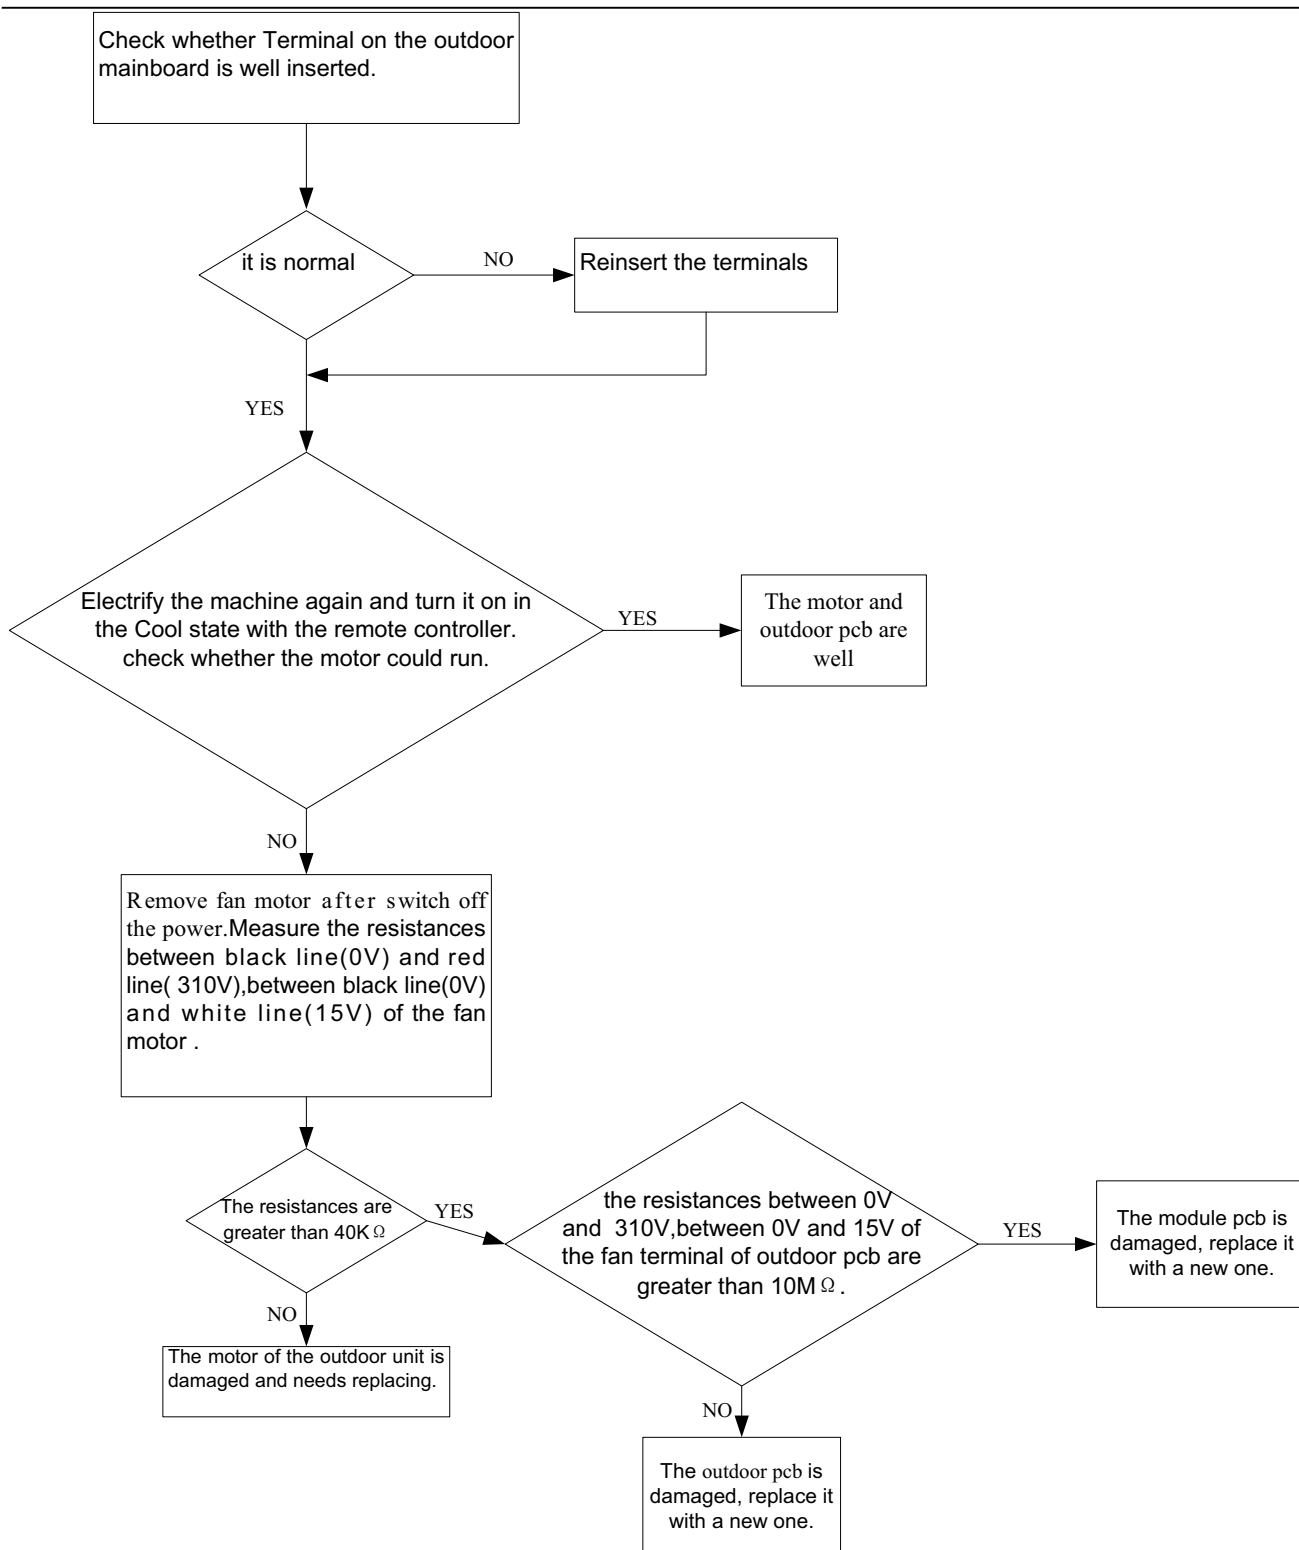 Check whether Terminal on the outdoor
mainboard is well inserted.
it is normal
NO
Reinsert the terminals
YES
Electrify the machine again and turn it on in
the Cool state with the remote controller.
check whether the motor could run.
YES
The motor and
outdoor pcb are
well
NO
Remove fan motor after switch off
the power.Measure the resistances
between black line(0V) and red
line( 310V),between black line(0V)
and white line(15V) of the fan
motor .
The resistances are
greater than 40KΩ
YES
the resistances between 0V
and 310V,between 0V and 15V of
the fan terminal of outdoor pcb are
greater than 10MΩ.
YES
The module pcb is
damaged, replace it
with a new one.
NO
The motor of the outdoor unit is
damaged and needs replacing.
NO
The outdoor pcb is
damaged, replace it
with a new one.